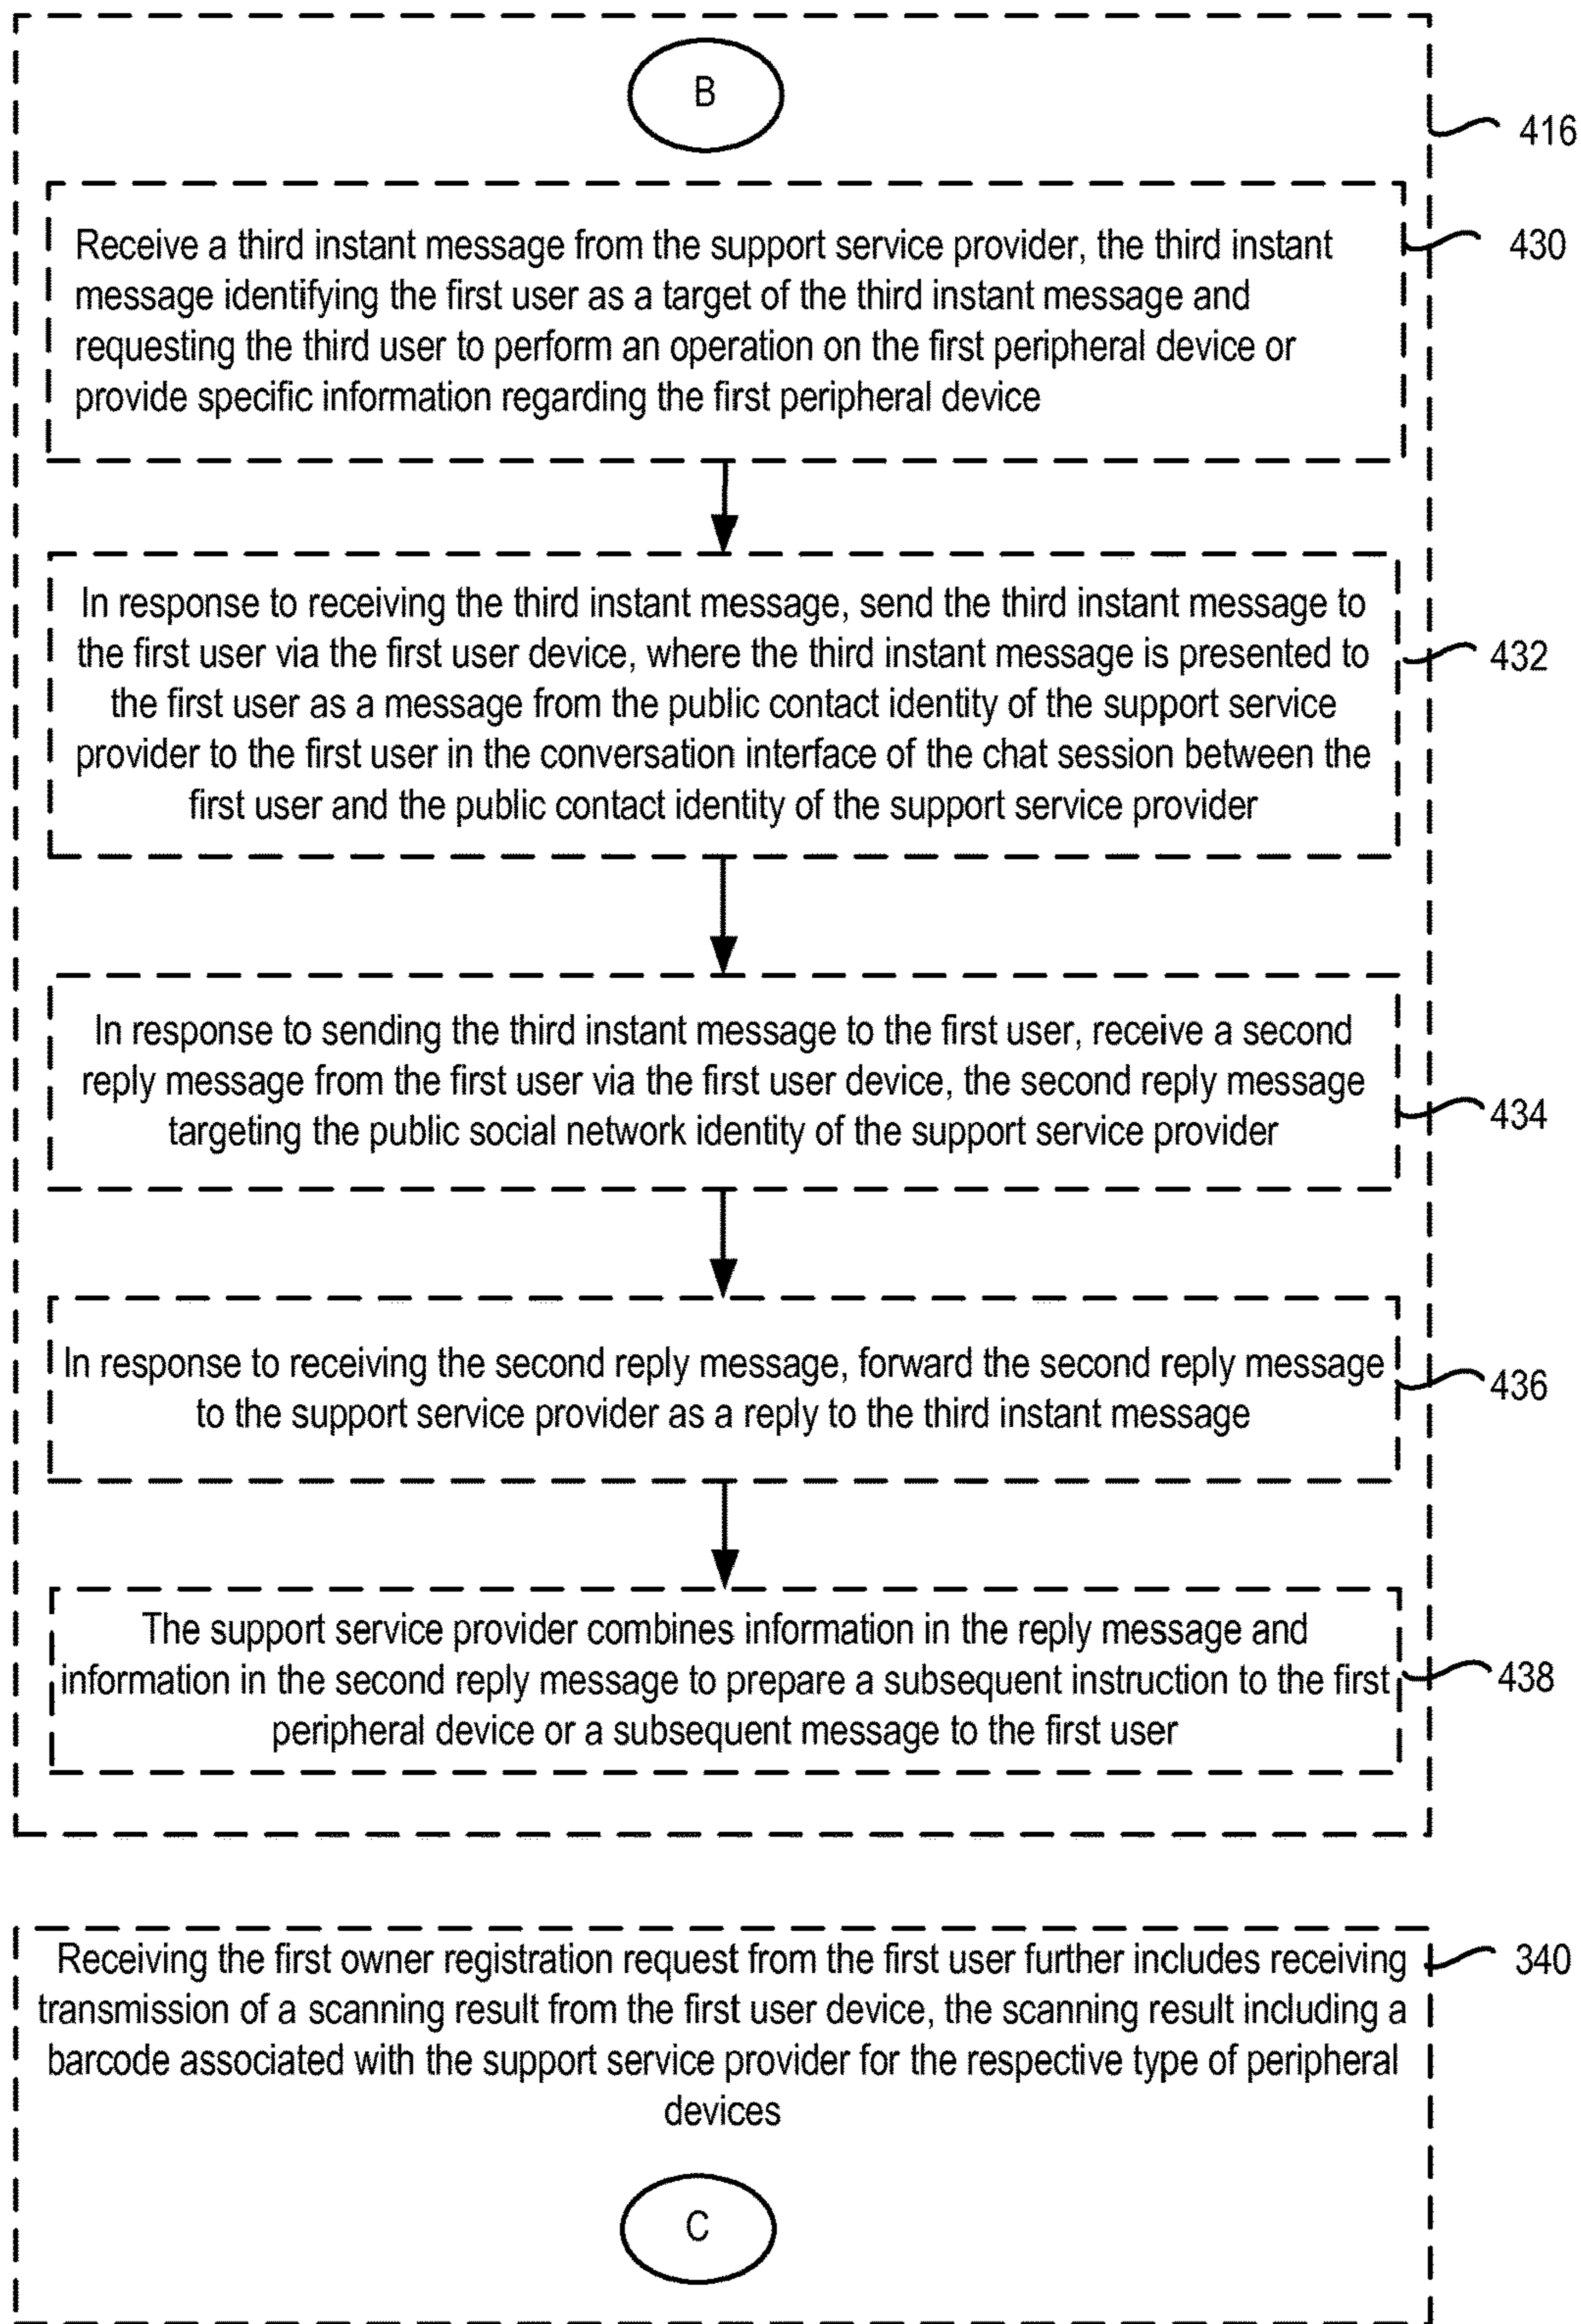 B
416
Receive a third instant message from the support service provider, the third instant
message identifying the first user as a target of the third instant message and
requesting the third user to perform an operation on the first peripheral device or
provide specific information regarding the first peripheral device
430
In response to receiving the third instant message, send the third instant message to
the first user via the first user device, where the third instant message is presented to
the first user as a message from the public contact identity of the support service
provider to the first user in the conversation interface of the chat session between the
first user and the public contact identity of the support service provider
432
In response to sending the third instant message to the first user, receive a second
reply message from the first user via the first user device, the second reply message
targeting the public social network identity of the support service provider
434
In response to receiving the second reply message, forward the second reply message
to the support service provider as a reply to the third instant message
436
The support service provider combines information in the reply message and
information in the second reply message to prepare a subsequent instruction to the first
peripheral device or a subsequent message to the first user
438
Receiving the first owner registration request from the first user further includes receiving
transmission of a scanning result from the first user device, the scanning result including a
barcode associated with the support service provider for the respective type of peripheral
devices
340
C